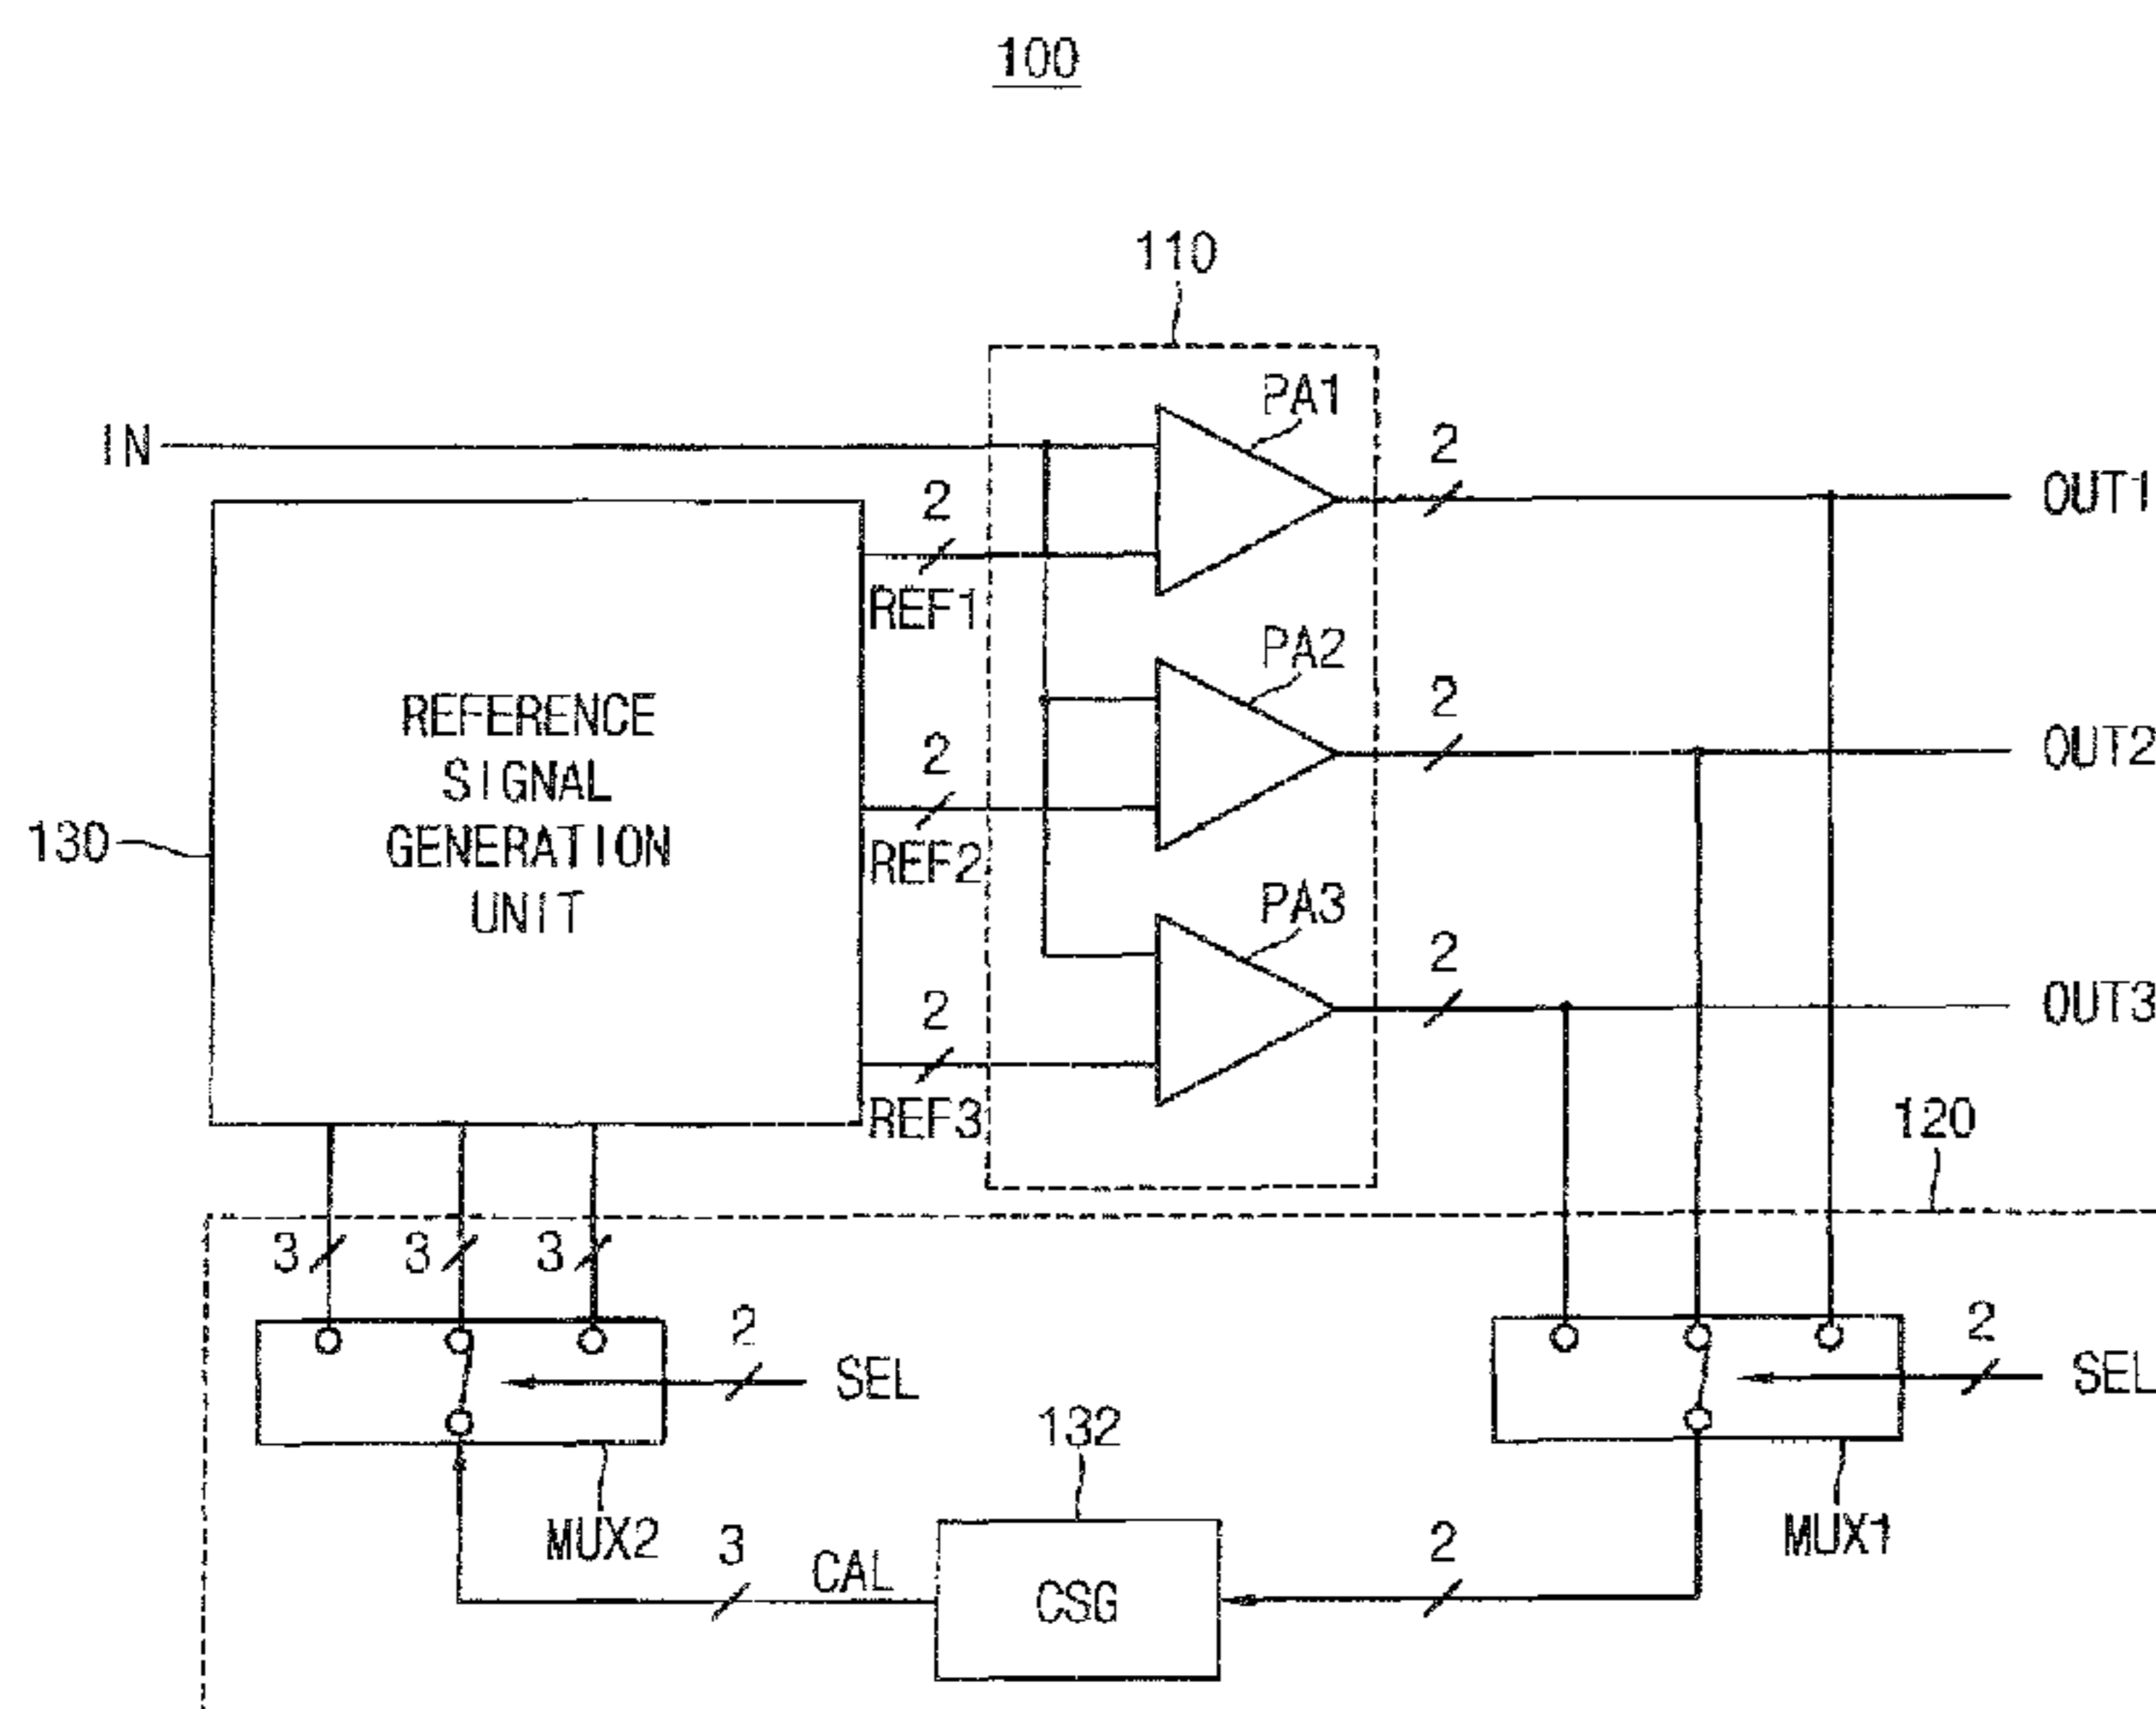 100
110
PA1
IN
2
2
OUT1
REF1
PA2
2
2
OUT2
REFERENCE
SIGNAL
GENERATION
UNIT
130
REF2
PA3
2
2
OUT3
REF3
120
3
3
3
2
SEL
2
SEL
132
MUX2
MUX1
3
CAL
CSG
2